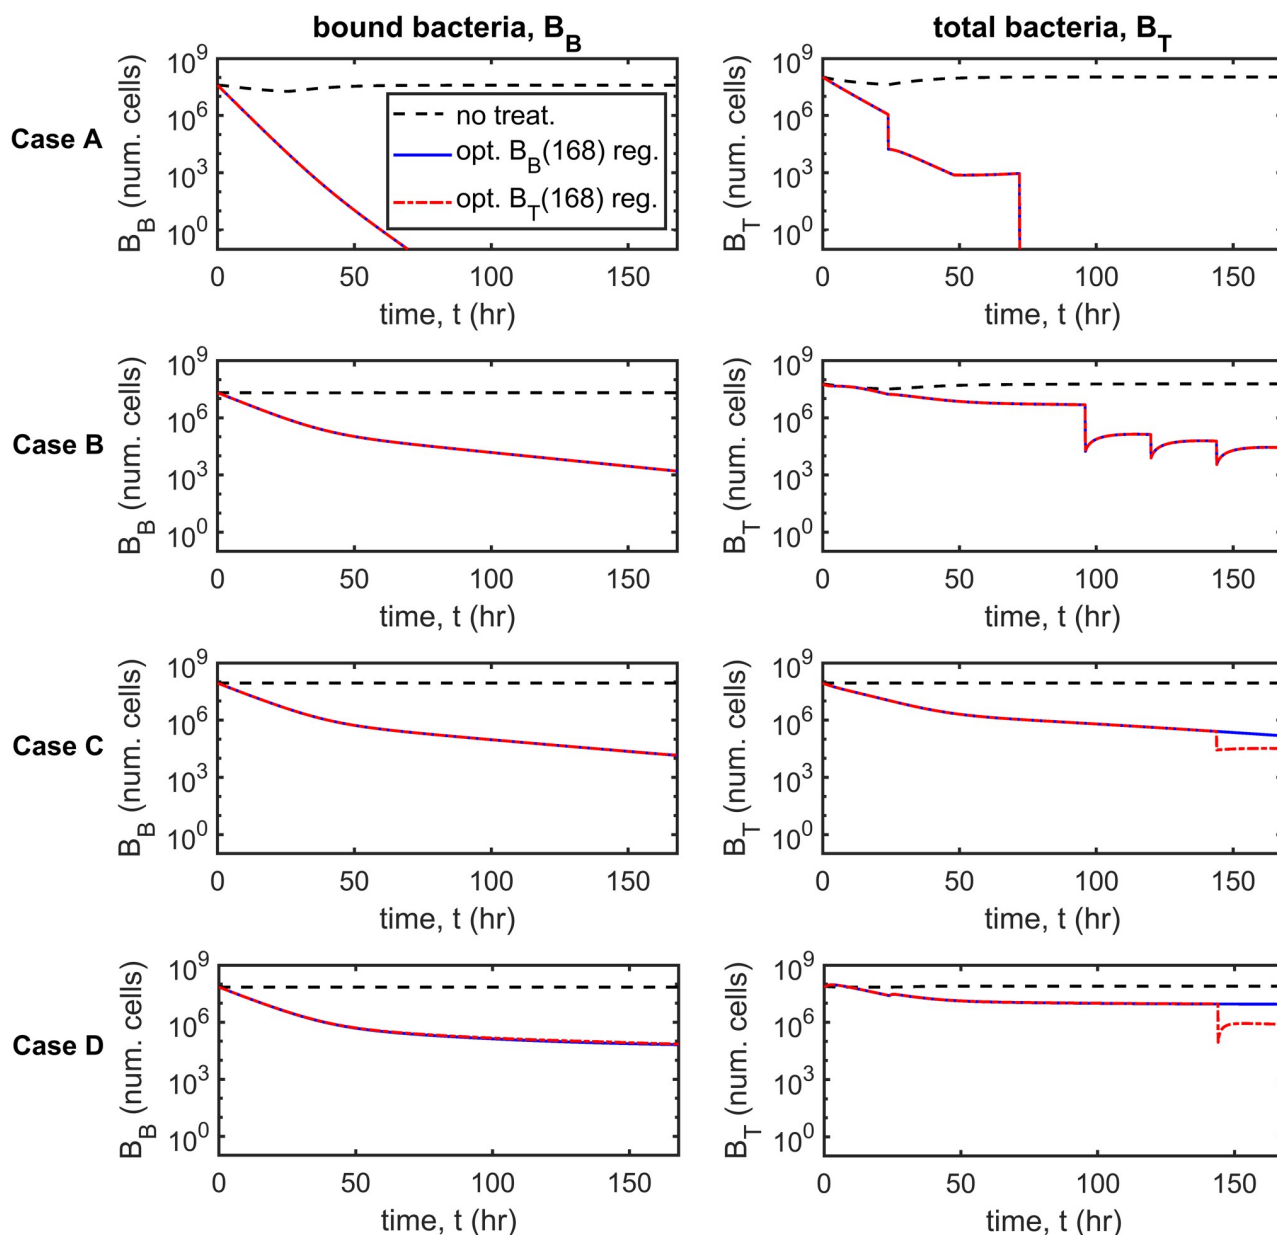 bound bacteria, B_B
total bacteria, B_T
Case A
B_B (num. cells)
10^9
10^6
10^3
10^0
0
50
100
150
time, t (hr)
no treat.
opt. B_B(168) reg.
opt. B_T(168) reg.
B_T (num. cells)
10^9
10^6
10^3
10^0
0
50
100
150
time, t (hr)
Case B
B_B (num. cells)
10^9
10^6
10^3
10^0
0
50
100
150
time, t (hr)
B_T (num. cells)
10^9
10^6
10^3
10^0
0
50
100
150
time, t (hr)
Case C
B_B (num. cells)
10^9
10^6
10^3
10^0
0
50
100
150
time, t (hr)
B_T (num. cells)
10^9
10^6
10^3
10^0
0
50
100
150
time, t (hr)
Case D
B_B (num. cells)
10^9
10^6
10^3
10^0
0
50
100
150
time, t (hr)
B_T (num. cells)
10^9
10^6
10^3
10^0
0
50
100
150
time, t (hr)